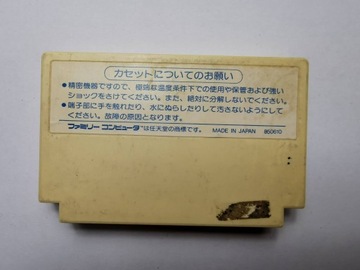 カセットについてのお願い
●精密機器ですので、極端な温度条件下での使用や保管および強い
ショックをさけてください。また、絶対に分解しないでください。
●端子部に手を触れたり、水にぬらしたりして汚さないようにして
ください。故障の原因となります。
ファミリーコンピュータ は任天堂の商標です。 MADE IN JAPAN 860610